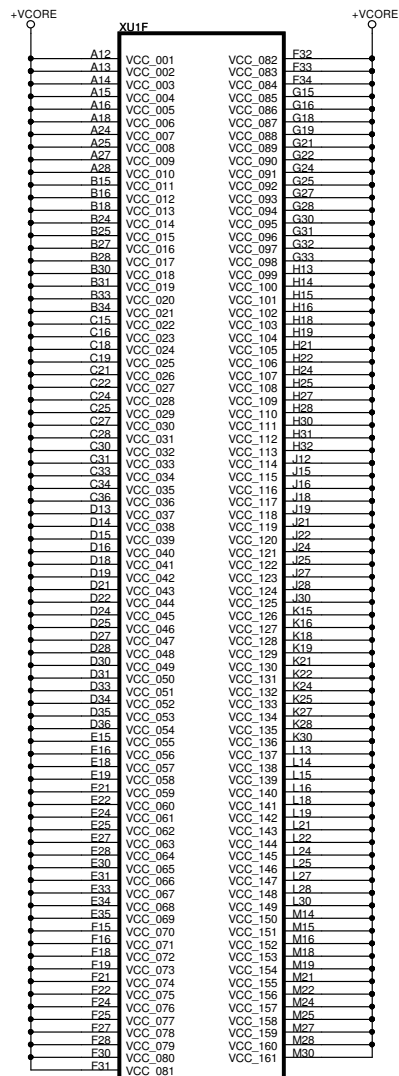 +VCORE +VCORE
XU1F
A12 VCC_001 VCC_082 F32
A13 VCC_002 VCC_083 F33
A14 VCC_003 VCC_084 F34
A15 VCC_004 VCC_085 G15
A16 VCC_005 VCC_086 G16
A18 VCC_006 VCC_087 G18
A24 VCC_007 VCC_088 G19
A25 VCC_008 VCC_089 G21
A27 VCC_009 VCC_090 G22
A28 VCC_010 VCC_091 G24
B15 VCC_011 VCC_092 G25
B16 VCC_012 VCC_093 G27
B18 VCC_013 VCC_094 G28
B24 VCC_014 VCC_095 G30
B25 VCC_015 VCC_096 G31
B27 VCC_016 VCC_097 G32
B28 VCC_017 VCC_098 G33
B30 VCC_018 VCC_099 H13
B31 VCC_019 VCC_100 H14
B33 VCC_020 VCC_101 H15
B34 VCC_021 VCC_102 H16
C15 VCC_022 VCC_103 H18
C16 VCC_023 VCC_104 H19
C18 VCC_024 VCC_105 H21
C19 VCC_025 VCC_106 H22
C21 VCC_026 VCC_107 H24
C22 VCC_027 VCC_108 H25
C24 VCC_028 VCC_109 H27
C25 VCC_029 VCC_110 H28
C27 VCC_030 VCC_111 H30
C28 VCC_031 VCC_112 H31
C30 VCC_032 VCC_113 H32
C31 VCC_033 VCC_114 J12
C33 VCC_034 VCC_115 J15
C34 VCC_035 VCC_116 J16
C36 VCC_036 VCC_117 J18
D13 VCC_037 VCC_118 J19
D14 VCC_038 VCC_119 J21
D15 VCC_039 VCC_120 J22
D16 VCC_040 VCC_121 J24
D18 VCC_041 VCC_122 J25
D19 VCC_042 VCC_123 J27
D21 VCC_043 VCC_124 J28
D22 VCC_044 VCC_125 J30
D24 VCC_045 VCC_126 K15
D25 VCC_046 VCC_127 K16
D27 VCC_047 VCC_128 K18
D28 VCC_048 VCC_129 K19
D30 VCC_049 VCC_130 K21
D31 VCC_050 VCC_131 K22
D33 VCC_051 VCC_132 K24
D34 VCC_052 VCC_133 K25
D35 VCC_053 VCC_134 K27
D36 VCC_054 VCC_135 K28
E15 VCC_055 VCC_136 K30
E16 VCC_056 VCC_137 L13
E18 VCC_057 VCC_138 L14
E19 VCC_058 VCC_139 L15
E21 VCC_059 VCC_140 L16
E22 VCC_060 VCC_141 L18
E24 VCC_061 VCC_142 L19
E25 VCC_062 VCC_143 L21
E27 VCC_063 VCC_144 L22
E28 VCC_064 VCC_145 L24
E30 VCC_065 VCC_146 L25
E31 VCC_066 VCC_147 L27
E33 VCC_067 VCC_148 L28
E34 VCC_068 VCC_149 L30
E35 VCC_069 VCC_150 M14
F15 VCC_070 VCC_151 M15
F16 VCC_071 VCC_152 M16
F18 VCC_072 VCC_153 M18
F19 VCC_073 VCC_154 M19
F21 VCC_074 VCC_155 M21
F22 VCC_075 VCC_156 M22
F24 VCC_076 VCC_157 M24
F25 VCC_077 VCC_158 M25
F27 VCC_078 VCC_159 M27
F28 VCC_079 VCC_160 M28
F30 VCC_080 VCC_161 M30
F31 VCC_081